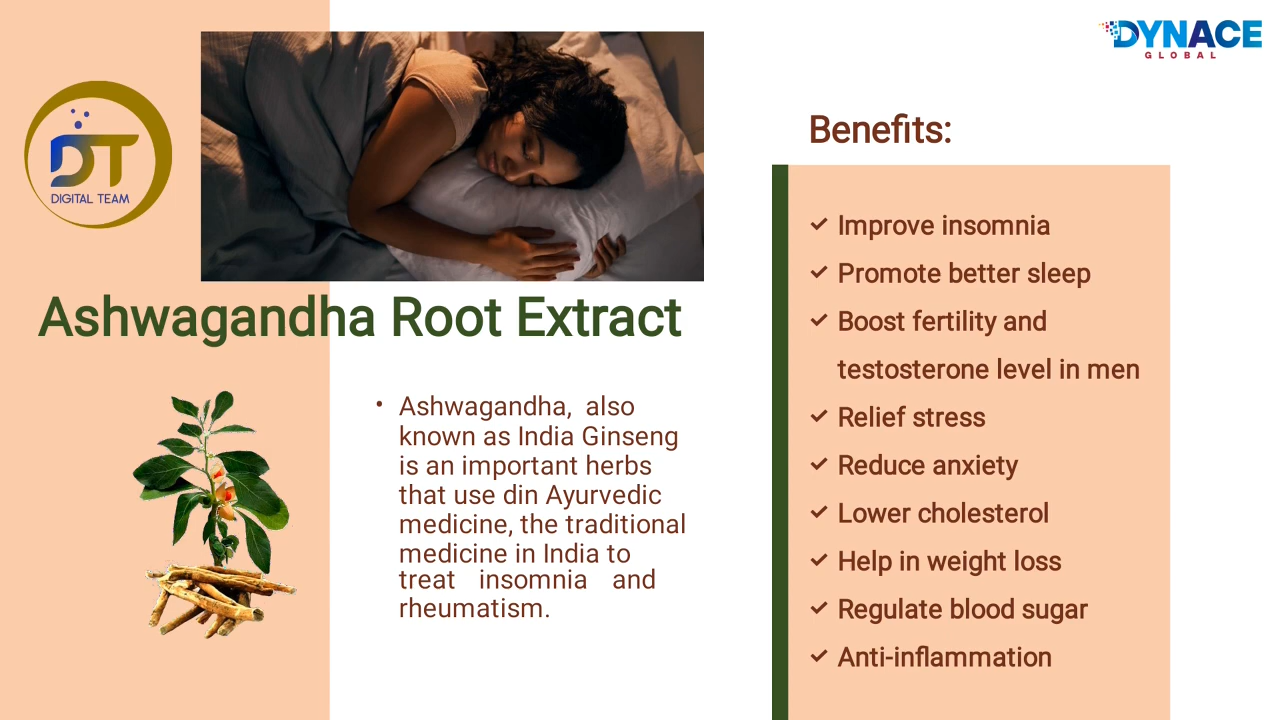 DYNACE
GLOBAL
DT
DIGITAL TEAM
Ashwagandha Root Extract
• Ashwagandha, also
known as India Ginseng
is an important herbs
that use din Ayurvedic
medicine, the traditional
medicine in India to
treat insomnia and
rheumatism.
Benefits:
✓ Improve insomnia
✓ Promote better sleep
✓ Boost fertility and
testosterone level in men
✓ Relief stress
✓ Reduce anxiety
✓ Lower cholesterol
✓ Help in weight loss
✓ Regulate blood sugar
✓ Anti-inflammation